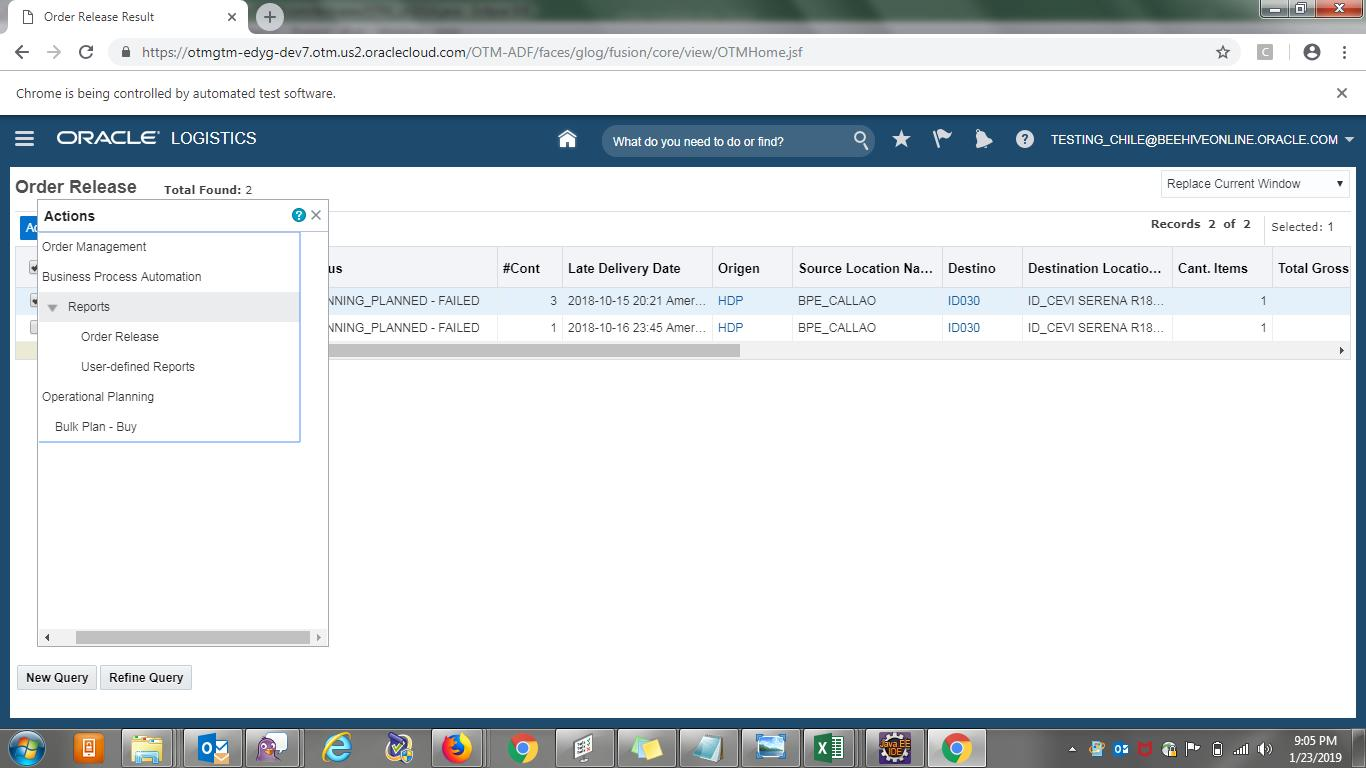 Order Release Result
https://otmgtm-edyg-dev7.otm.us2.oraclecloud.com/OTM-ADF/faces/glog/fusion/core/view/OTMHome.jsf
Chrome is being controlled by automated test software.
ORACLE LOGISTICS What do you need to do or find? TESTING_CHILE@BEEHIVEONLINE.ORACLE.COM
Order Release Total Found: 2 Replace Current Window
Records 2 of 2 Selected: 1
Actions
Order Management
Business Process Automation
Reports
Order Release
User-defined Reports
Operational Planning
Bulk Plan - Buy
#Cont Late Delivery Date Origen Source Location Na... Destino Destination Locatio... Cant. Items Total Gross
NNING_PLANNED - FAILED 3 2018-10-15 20:21 Amer... HDP BPE_CALLAO ID030 ID_CEVI SERENA R18... 1
NNING_PLANNED - FAILED 1 2018-10-16 23:45 Amer... HDP BPE_CALLAO ID030 ID_CEVI SERENA R18... 1
New Query Refine Query
Java EE
IDE
9:05 PM
1/23/2019